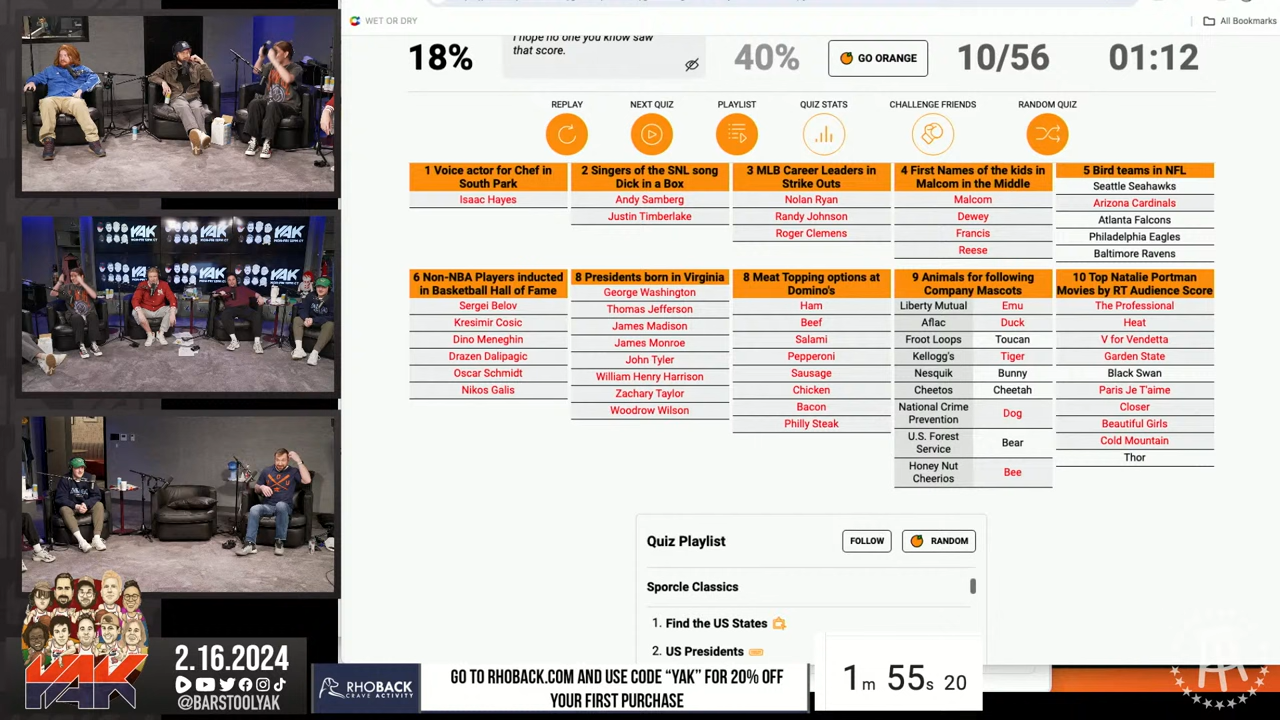 WET OR DRY
All Bookmarks
18%
I hope no one you know saw
that score.
40%
GO ORANGE
10/56
01:12
REPLAY
NEXT QUIZ
PLAYLIST
QUIZ STATS
CHALLENGE FRIENDS
RANDOM QUIZ
1 Voice actor for Chef in
South Park
Isaac Hayes
2 Singers of the SNL song
Dick in a Box
Andy Samberg
Justin Timberlake
3 MLB Career Leaders in
Strike Outs
Nolan Ryan
Randy Johnson
Roger Clemens
4 First Names of the kids in
Malcom in the Middle
Malcom
Dewey
Francis
Reese
5 Bird teams in NFL
Seattle Seahawks
Arizona Cardinals
Atlanta Falcons
Philadelphia Eagles
Baltimore Ravens
6 Non-NBA Players inducted
in Basketball Hall of Fame
Sergei Belov
Kresimir Cosic
Dino Meneghin
Drazen Dalipagic
Oscar Schmidt
Nikos Galis
8 Presidents born in Virginia
George Washington
Thomas Jefferson
James Madison
James Monroe
John Tyler
William Henry Harrison
Zachary Taylor
Woodrow Wilson
8 Meat Topping options at
Domino's
Ham
Beef
Salami
Pepperoni
Sausage
Chicken
Bacon
Philly Steak
9 Animals for following
Company Mascots
Liberty Mutual Emu
Aflac Duck
Froot Loops Toucan
Kellogg's Tiger
Nesquik Bunny
Cheetos Cheetah
National Crime
Prevention Dog
U.S. Forest
Service Bear
Honey Nut
Cheerios Bee
10 Top Natalie Portman
Movies by RT Audience Score
The Professional
Heat
V for Vendetta
Garden State
Black Swan
Paris Je T'aime
Closer
Beautiful Girls
Cold Mountain
Thor
Quiz Playlist
FOLLOW
RANDOM
Sporcle Classics
1. Find the US States
2. US Presidents
YAK
YAK
2.16.2024
@BARSTOOLYAK
RHOBACK
CRAVE ACTIVITY
GO TO RHOBACK.COM AND USE CODE “YAK” FOR 20% OFF
YOUR FIRST PURCHASE
1m 55s 20